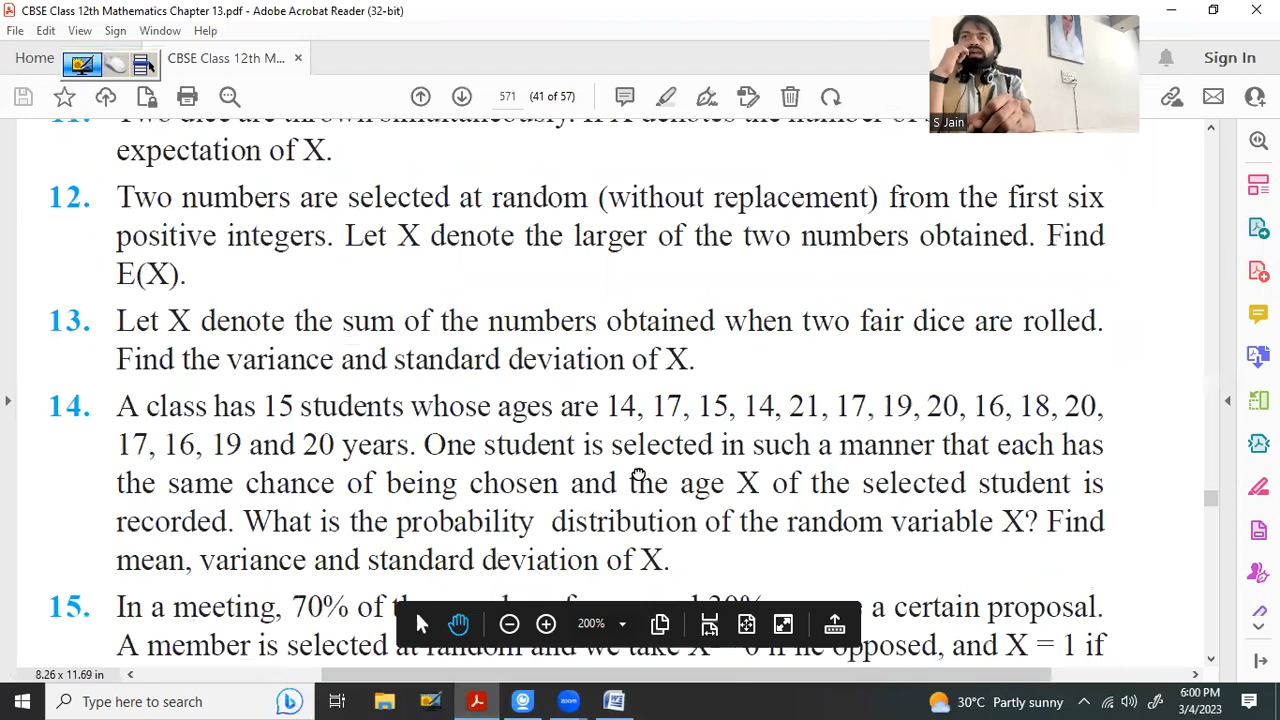 CBSE Class 12th Mathematics Chapter 13.pdf - Adobe Acrobat Reader (32-bit)
File Edit View Sign Window Help
Home CBSE Class 12th M... × Sign In
571 (41 of 57)
S Jain
expectation of X.
12. Two numbers are selected at random (without replacement) from the first six
positive integers. Let X denote the larger of the two numbers obtained. Find
E(X).
13. Let X denote the sum of the numbers obtained when two fair dice are rolled.
Find the variance and standard deviation of X.
14. A class has 15 students whose ages are 14, 17, 15, 14, 21, 17, 19, 20, 16, 18, 20,
17, 16, 19 and 20 years. One student is selected in such a manner that each has
the same chance of being chosen and the age X of the selected student is
recorded. What is the probability distribution of the random variable X? Find
mean, variance and standard deviation of X.
15. In a meeting, 70% of a certain proposal.
A member is selected at random and we take X = 0 if he opposed, and X = 1 if
200%
8.26 x 11.69 in
Type here to search
30°C Partly sunny
6:00 PM
3/4/2023